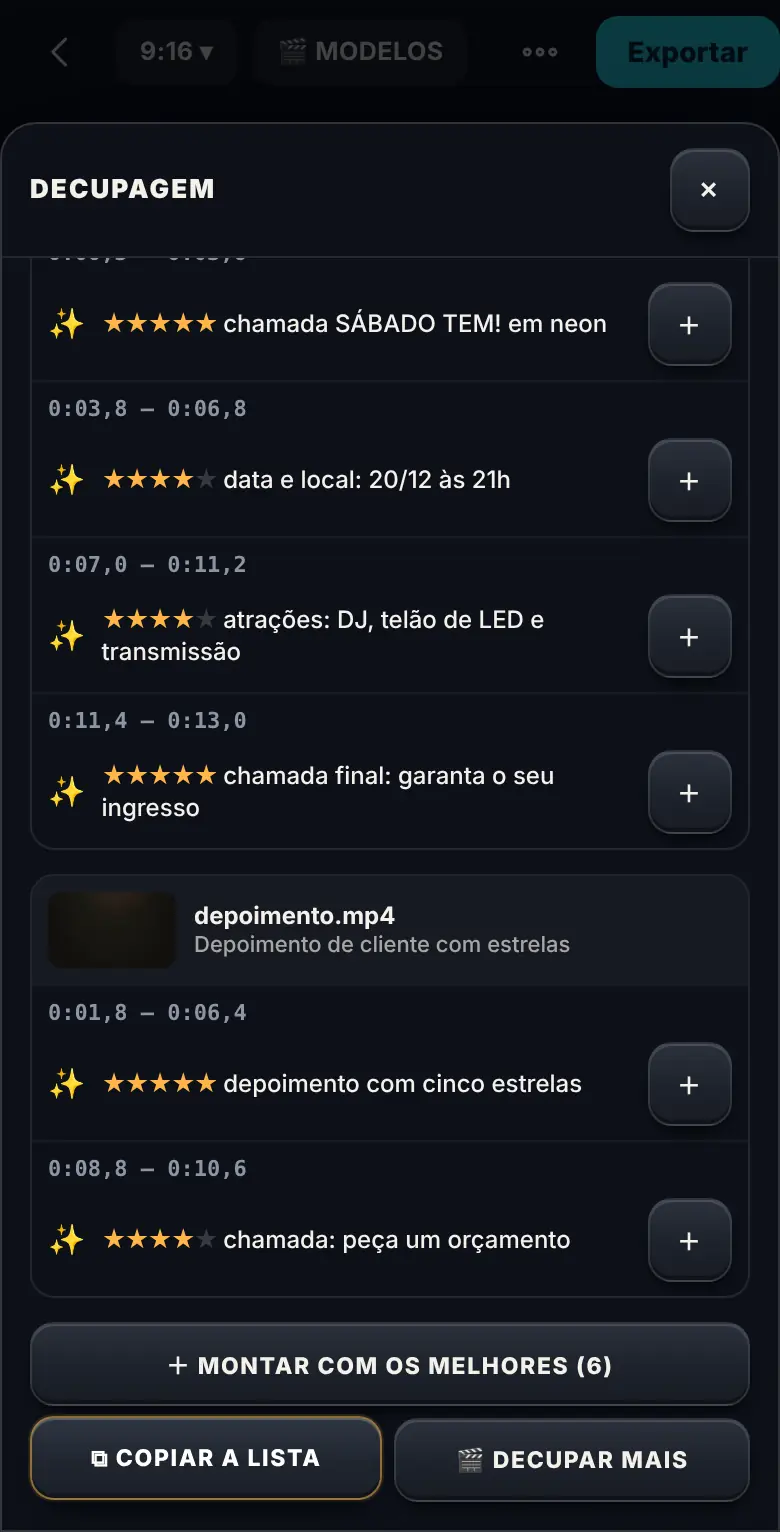 9:16 ▾
🎬 MODELOS
Exportar
DECUPAGEM
×
✨ ★★★★★ chamada SÁBADO TEM! em neon
+
0:03,8 — 0:06,8
✨ ★★★★★ data e local: 20/12 às 21h
+
0:07,0 — 0:11,2
✨ ★★★★★ atrações: DJ, telão de LED e
transmissão
+
0:11,4 — 0:13,0
✨ ★★★★★ chamada final: garanta o seu
ingresso
+
depoimento.mp4
Depoimento de cliente com estrelas
0:01,8 — 0:06,4
✨ ★★★★★ depoimento com cinco estrelas
+
0:08,8 — 0:10,6
✨ ★★★★★ chamada: peça um orçamento
+
+ MONTAR COM OS MELHORES (6)
⧉ COPIAR A LISTA
🎬 DECUPAR MAIS